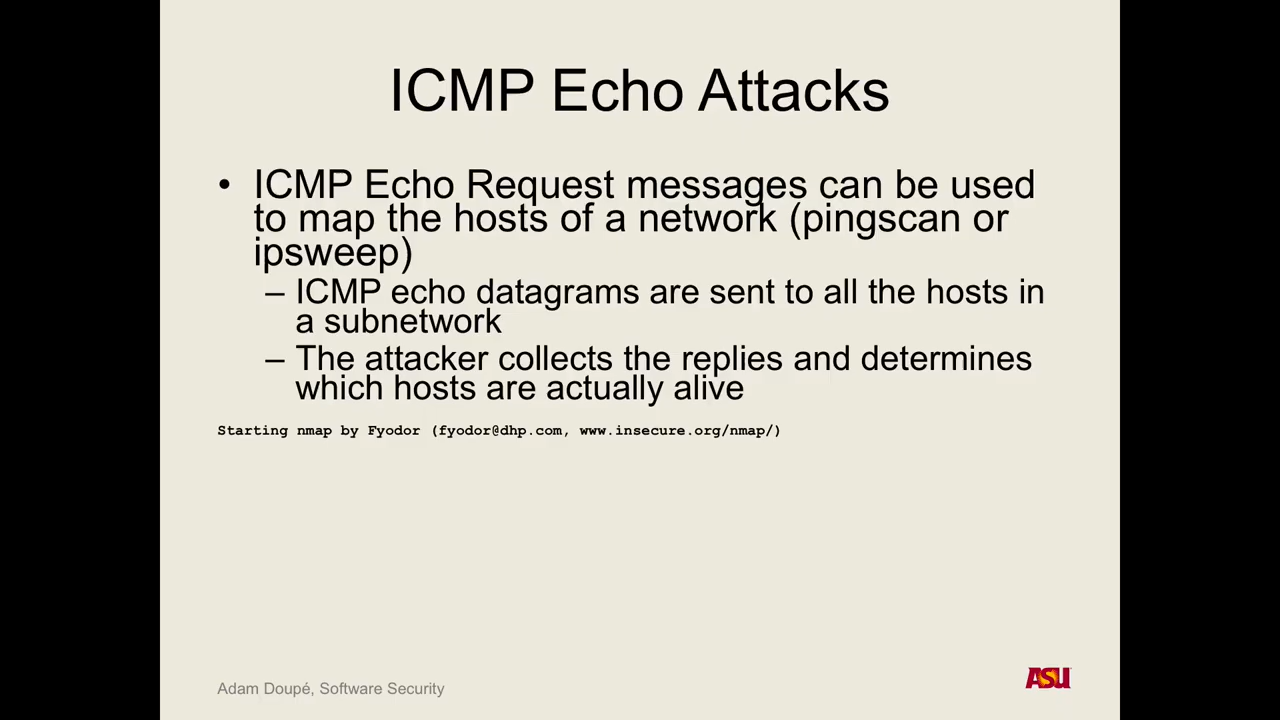 ICMP Echo Attacks
• ICMP Echo Request messages can be used
to map the hosts of a network (pingscan or
ipsweep)
– ICMP echo datagrams are sent to all the hosts in
a subnetwork
– The attacker collects the replies and determines
which hosts are actually alive
Starting nmap by Fyodor (fyodor@dhp.com, www.insecure.org/nmap/)
Adam Doupé, Software Security
ASU